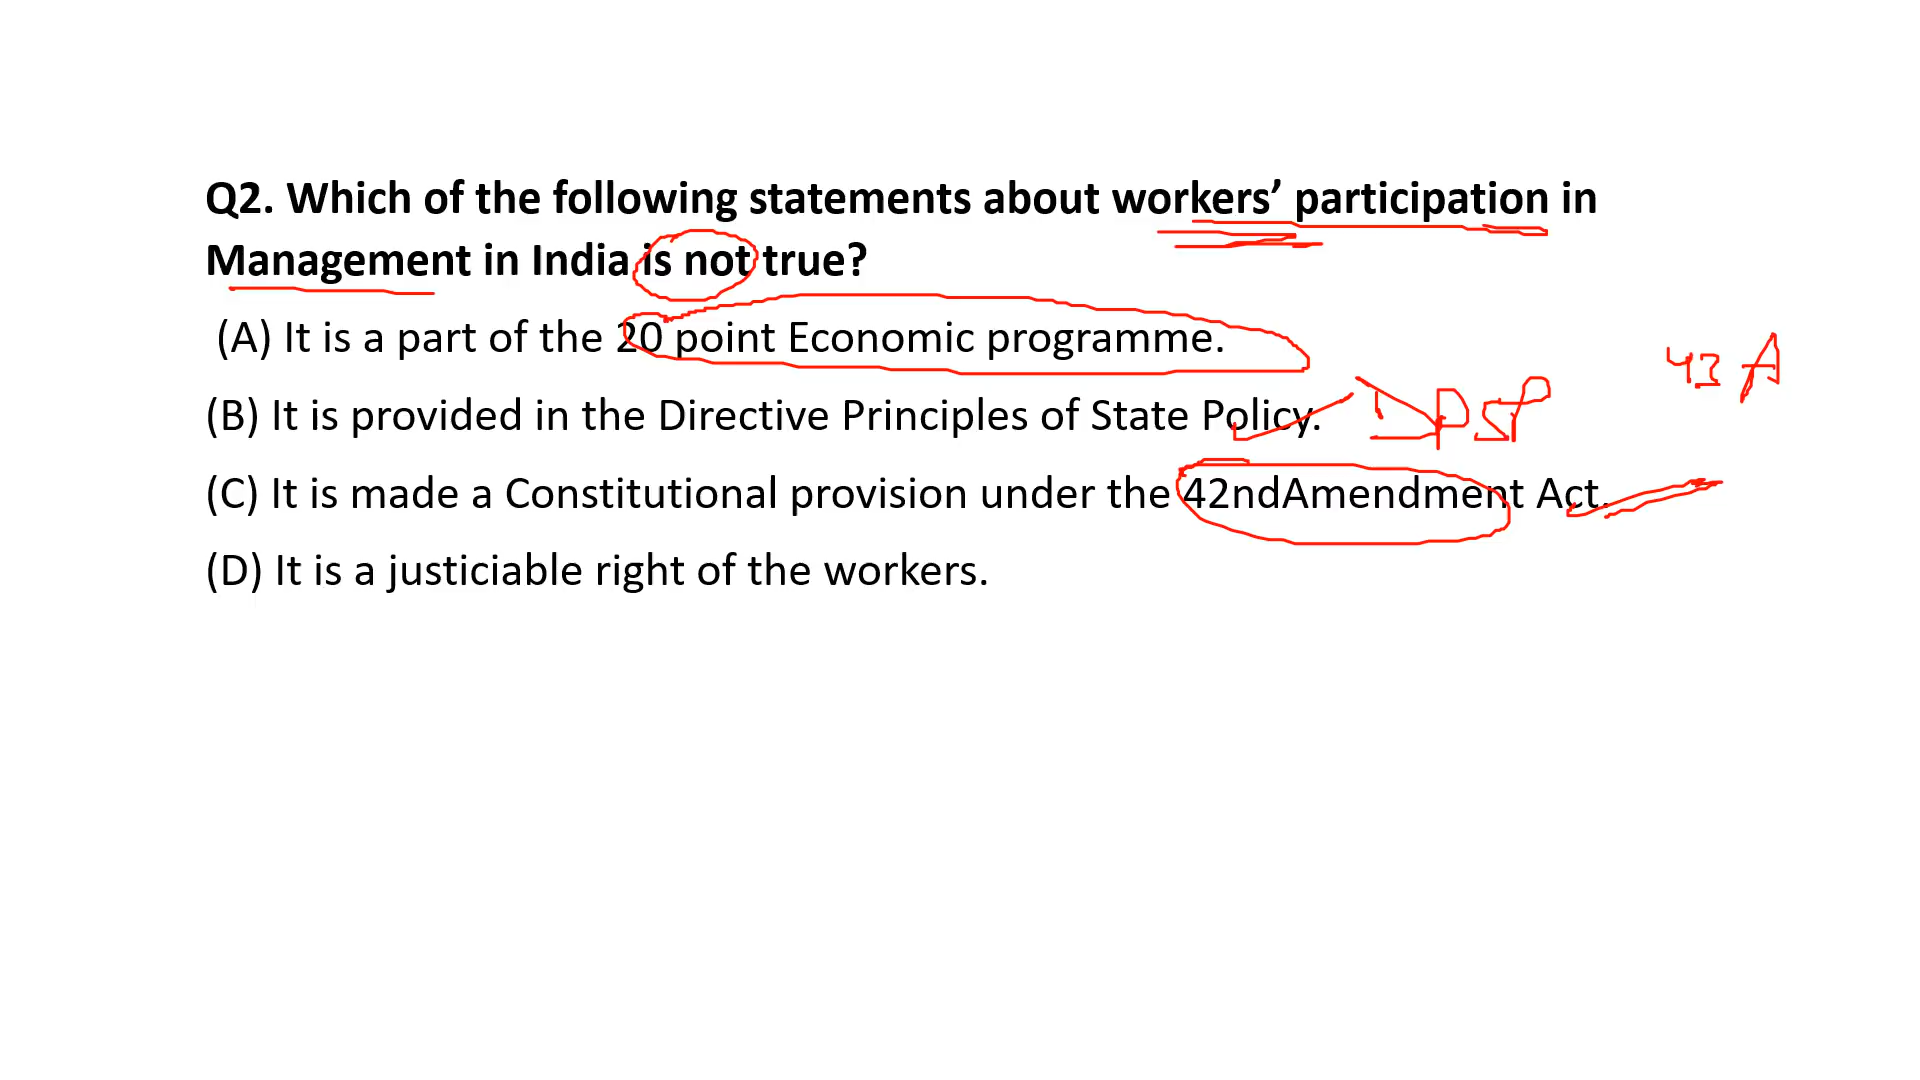 Q2. Which of the following statements about workers’ participation in
Management in India is not true?
(A) It is a part of the 20 point Economic programme.
43 A
(B) It is provided in the Directive Principles of State Policy. DPSP
(C) It is made a Constitutional provision under the 42ndAmendment Act.
(D) It is a justiciable right of the workers.